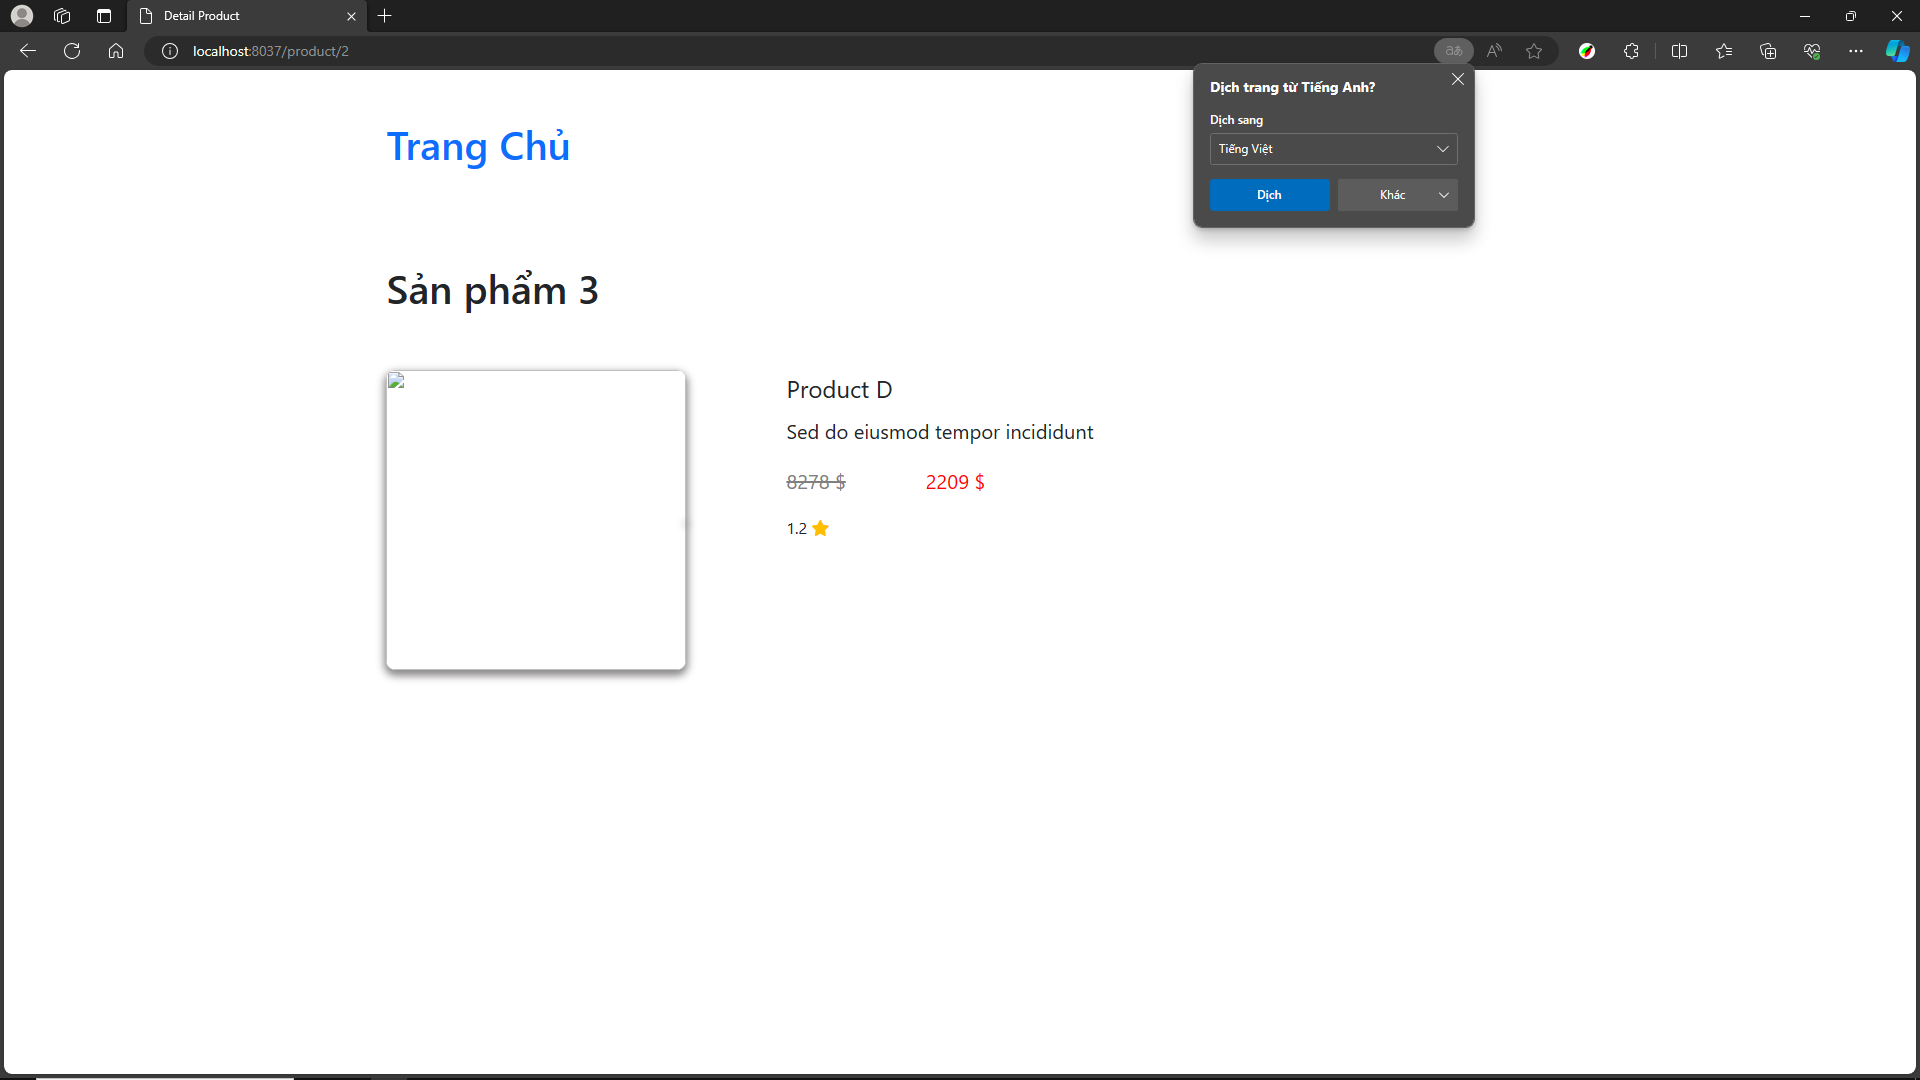 Detail Product
localhost:8037/product/2
Dịch trang từ Tiếng Anh?
Dịch sang
Tiếng Việt
Dịch
Khác
Trang Chủ
Sản phẩm 3
Product D
Sed do eiusmod tempor incididunt
8278 $
2209 $
1.2